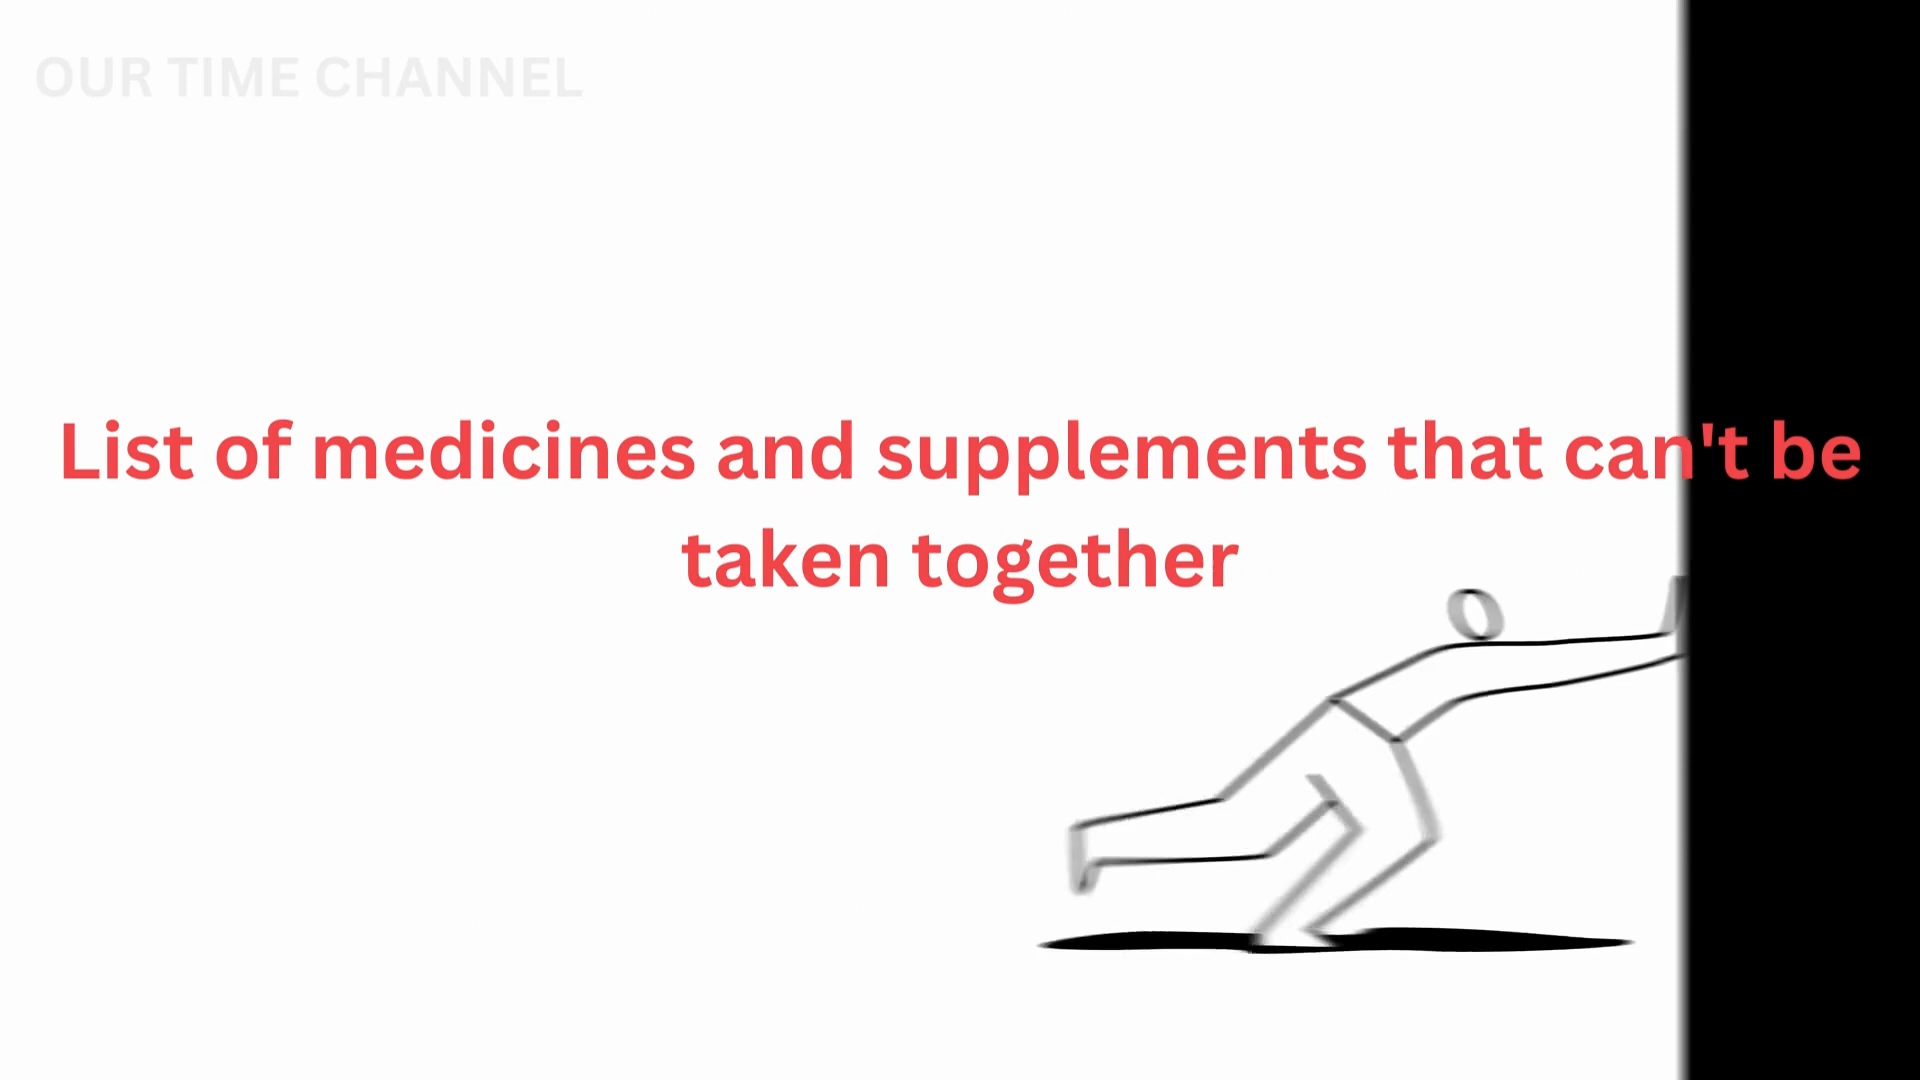 OUR TIME CHANNEL
List of medicines and supplements that can't be
taken together